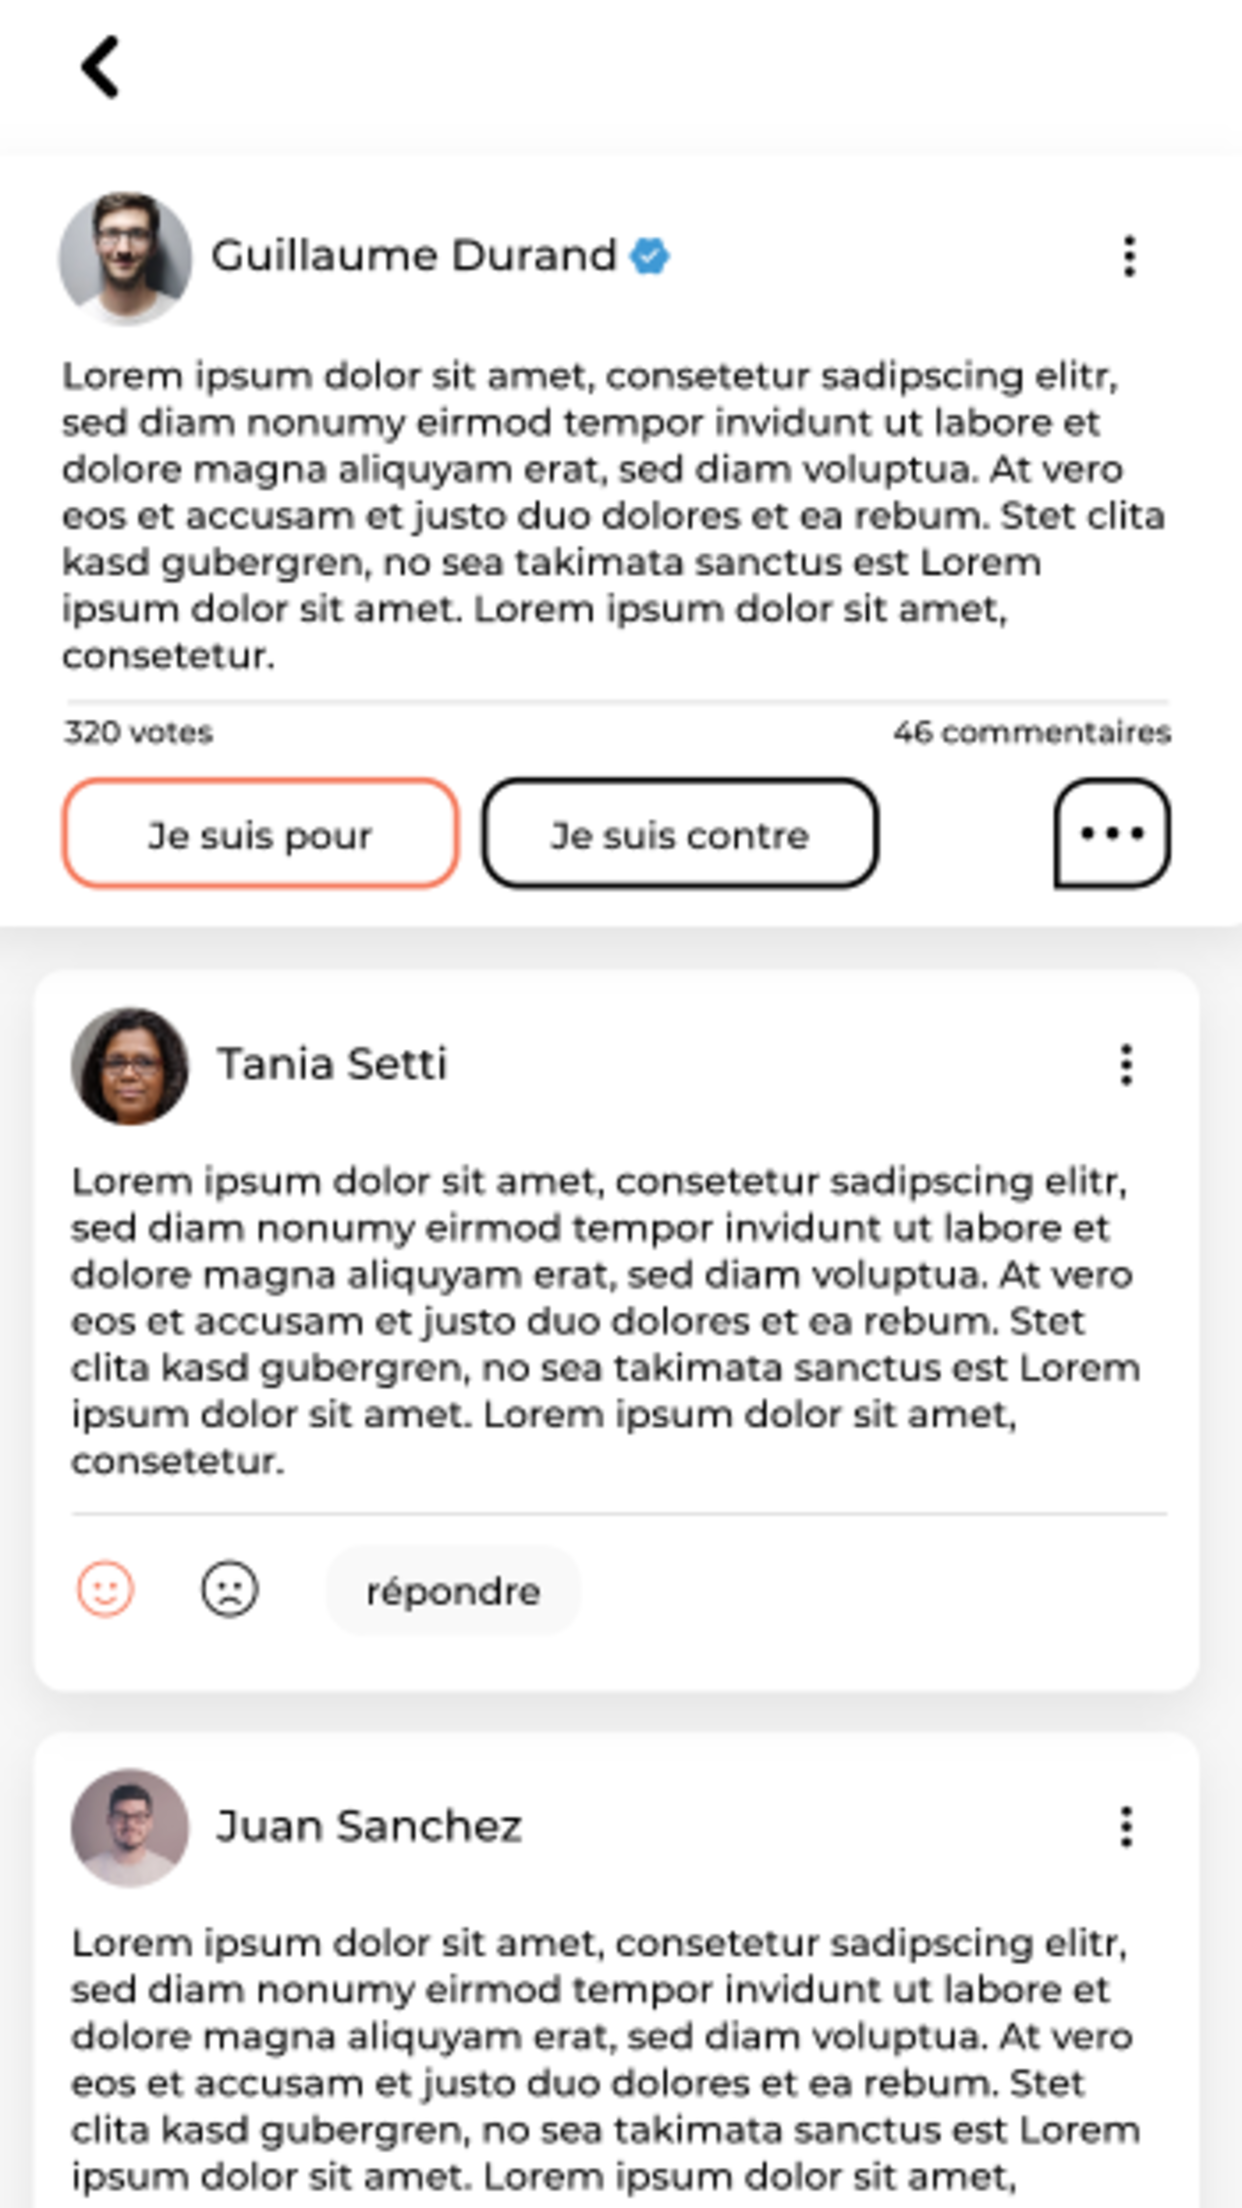 Guillaume Durand
Lorem ipsum dolor sit amet, consetetur sadipscing elitr,
sed diam nonumy eirmod tempor invidunt ut labore et
dolore magna aliquyam erat, sed diam voluptua. At vero
eos et accusam et justo duo dolores et ea rebum. Stet clita
kasd gubergren, no sea takimata sanctus est Lorem
ipsum dolor sit amet. Lorem ipsum dolor sit amet,
consetetur.
320 votes
46 commentaires
Je suis pour
Je suis contre
Tania Setti
Lorem ipsum dolor sit amet, consetetur sadipscing elitr,
sed diam nonumy eirmod tempor invidunt ut labore et
dolore magna aliquyam erat, sed diam voluptua. At vero
eos et accusam et justo duo dolores et ea rebum. Stet
clita kasd gubergren, no sea takimata sanctus est Lorem
ipsum dolor sit amet. Lorem ipsum dolor sit amet,
consetetur.
répondre
Juan Sanchez
Lorem ipsum dolor sit amet, consetetur sadipscing elitr,
sed diam nonumy eirmod tempor invidunt ut labore et
dolore magna aliquyam erat, sed diam voluptua. At vero
eos et accusam et justo duo dolores et ea rebum. Stet
clita kasd gubergren, no sea takimata sanctus est Lorem
ipsum dolor sit amet. Lorem ipsum dolor sit amet,